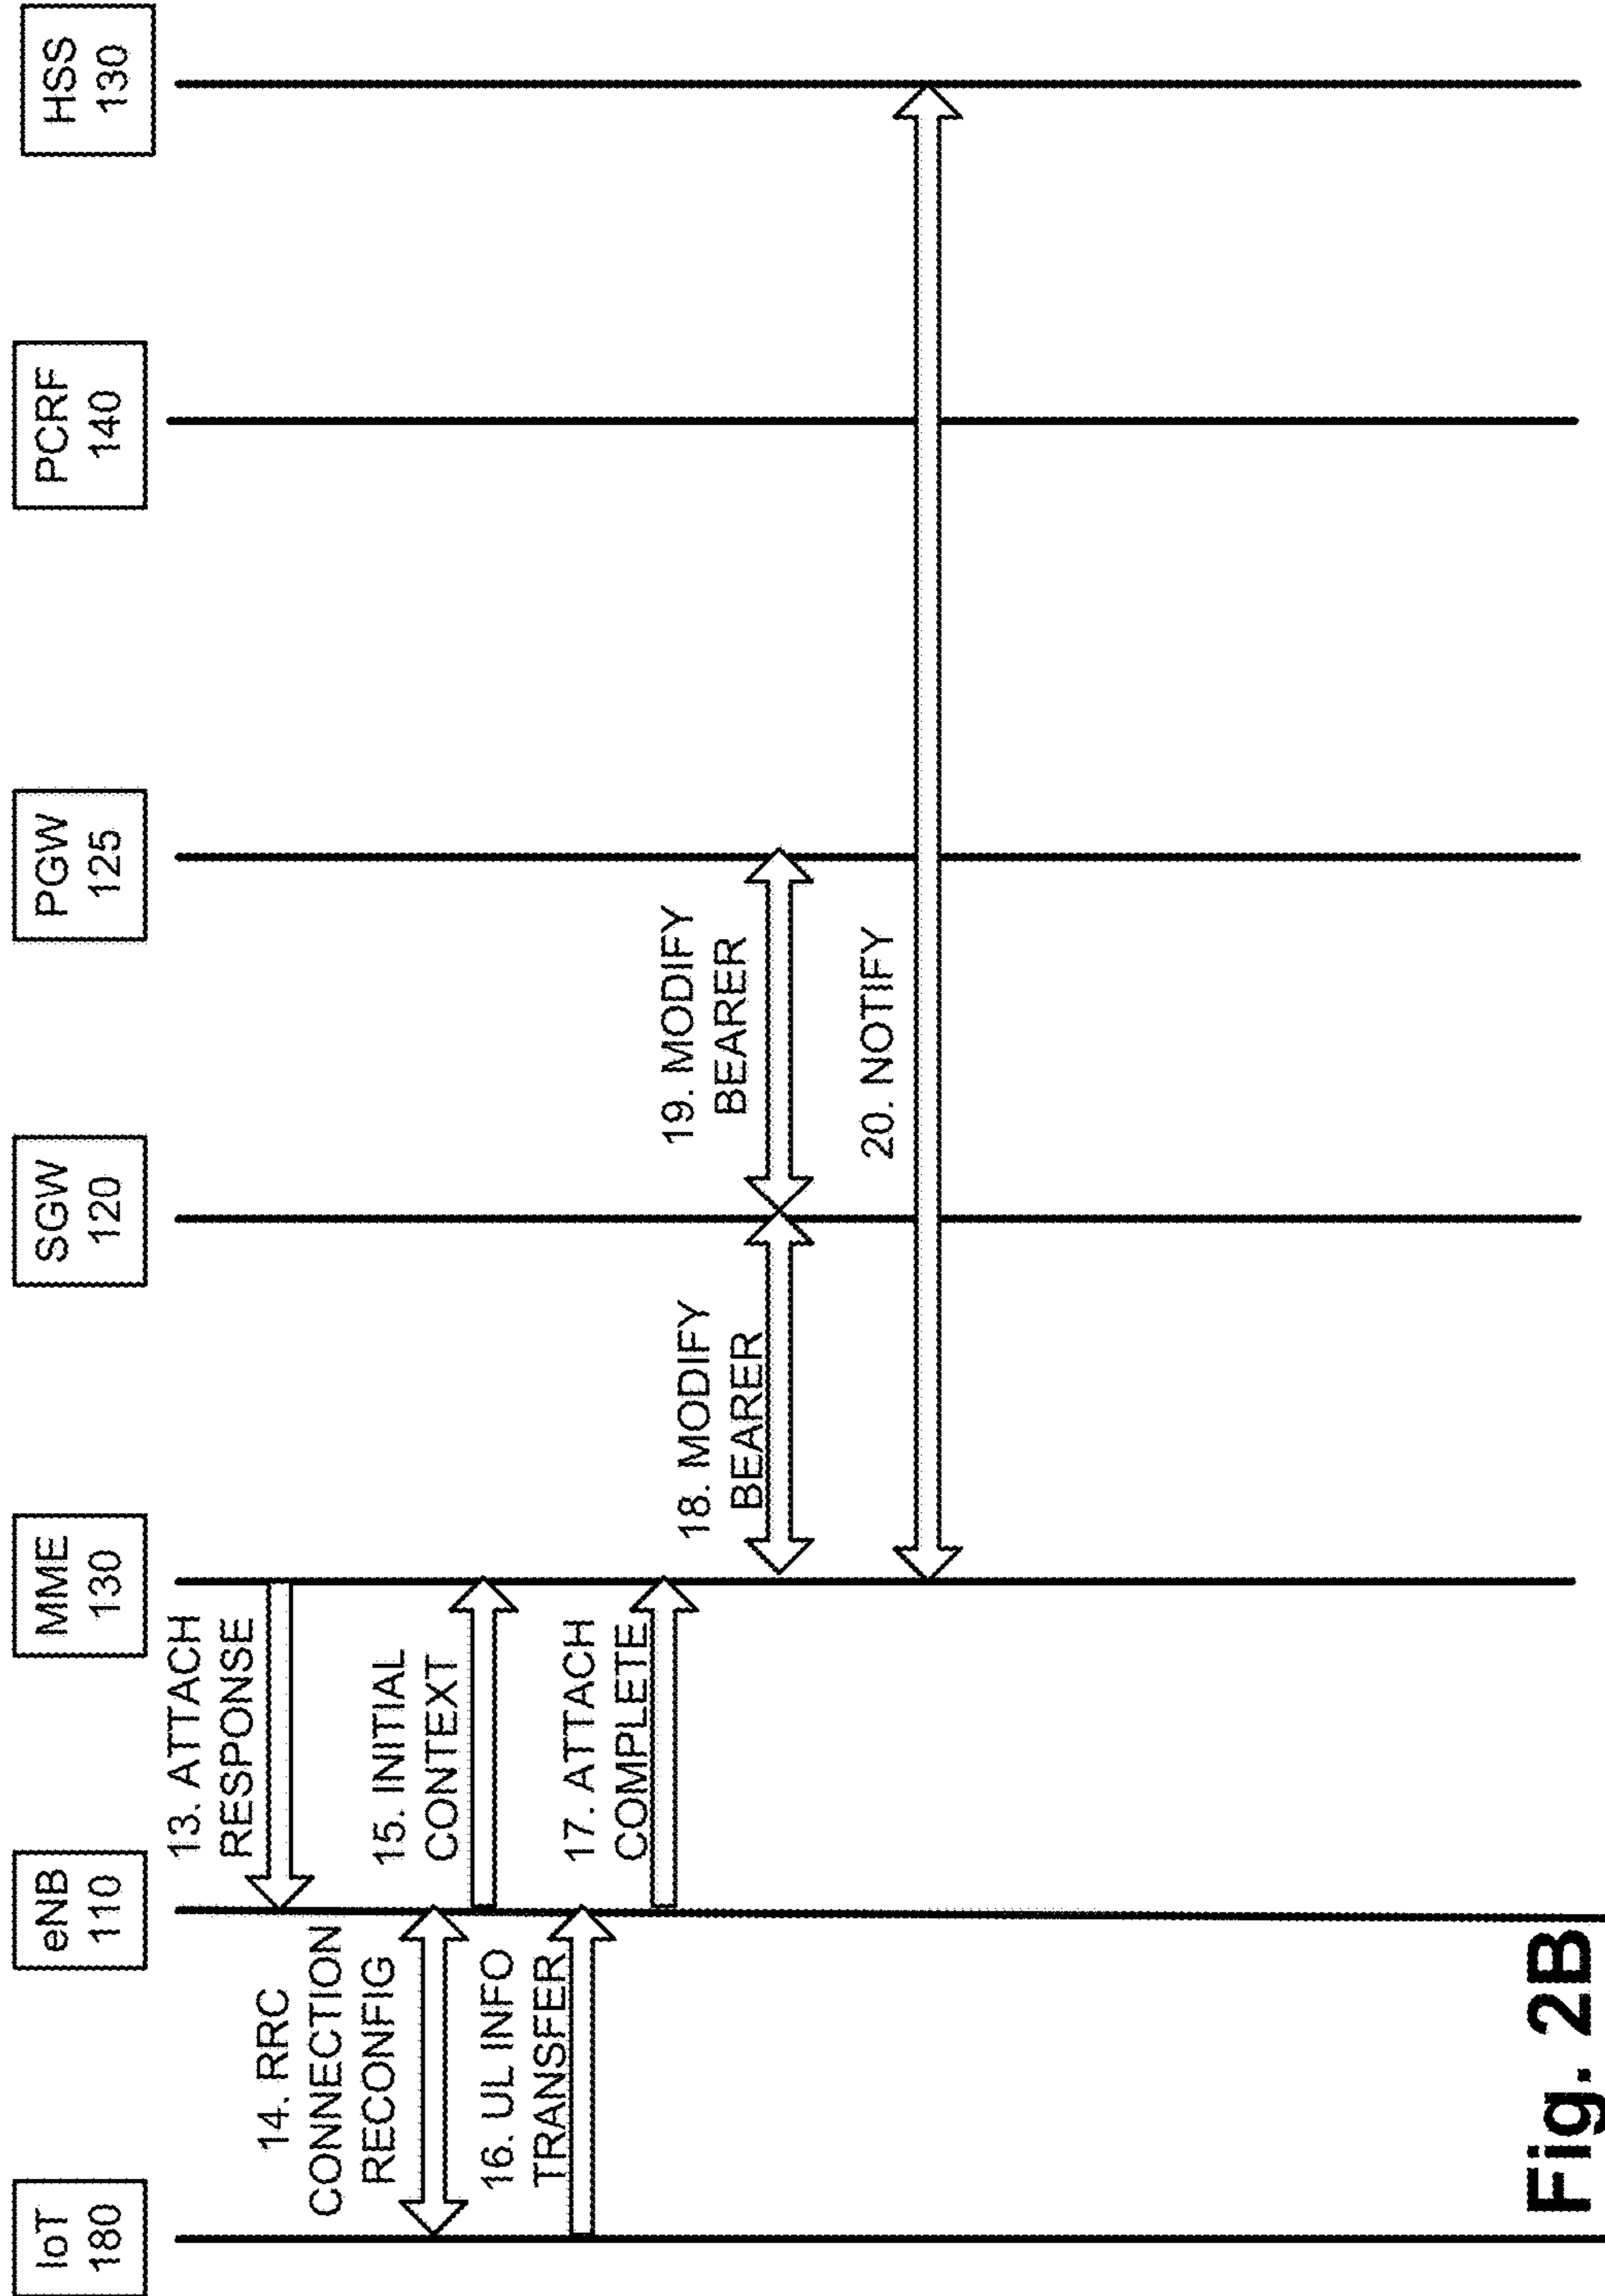 IoT
180
eNB
110
MME
130
SGW
120
PGW
125
PCRF
140
HSS
130
13. ATTACH
RESPONSE
14. RRC
CONNECTION
RECONFIG
15. INITIAL
CONTEXT
16. UL INFO
TRANSFER
17. ATTACH
COMPLETE
18. MODIFY
BEARER
19. MODIFY
BEARER
20. NOTIFY
Fig. 2B